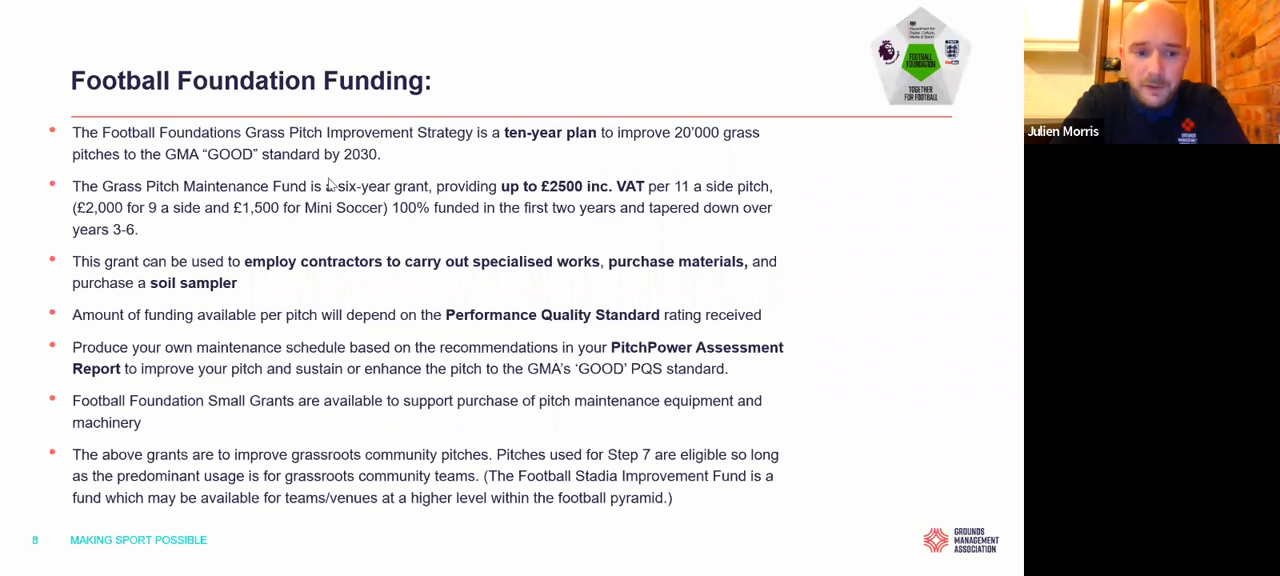 Department for
Digital, Culture,
Media & Sport
FOOTBALL
FOUNDATION
TOGETHER
FOR FOOTBALL
Football Foundation Funding:
The Football Foundations Grass Pitch Improvement Strategy is a ten-year plan to improve 20'000 grass
pitches to the GMA “GOOD” standard by 2030.
The Grass Pitch Maintenance Fund is a six-year grant, providing up to £2500 inc. VAT per 11 a side pitch,
(£2,000 for 9 a side and £1,500 for Mini Soccer) 100% funded in the first two years and tapered down over
years 3-6.
This grant can be used to employ contractors to carry out specialised works, purchase materials, and
purchase a soil sampler
Amount of funding available per pitch will depend on the Performance Quality Standard rating received
Produce your own maintenance schedule based on the recommendations in your PitchPower Assessment
Report to improve your pitch and sustain or enhance the pitch to the GMA's ‘GOOD’ PQS standard.
Football Foundation Small Grants are available to support purchase of pitch maintenance equipment and
machinery
The above grants are to improve grassroots community pitches. Pitches used for Step 7 are eligible so long
as the predominant usage is for grassroots community teams. (The Football Stadia Improvement Fund is a
fund which may be available for teams/venues at a higher level within the football pyramid.)
8 MAKING SPORT POSSIBLE
GROUNDS
MANAGEMENT
ASSOCIATION
Julien Morris